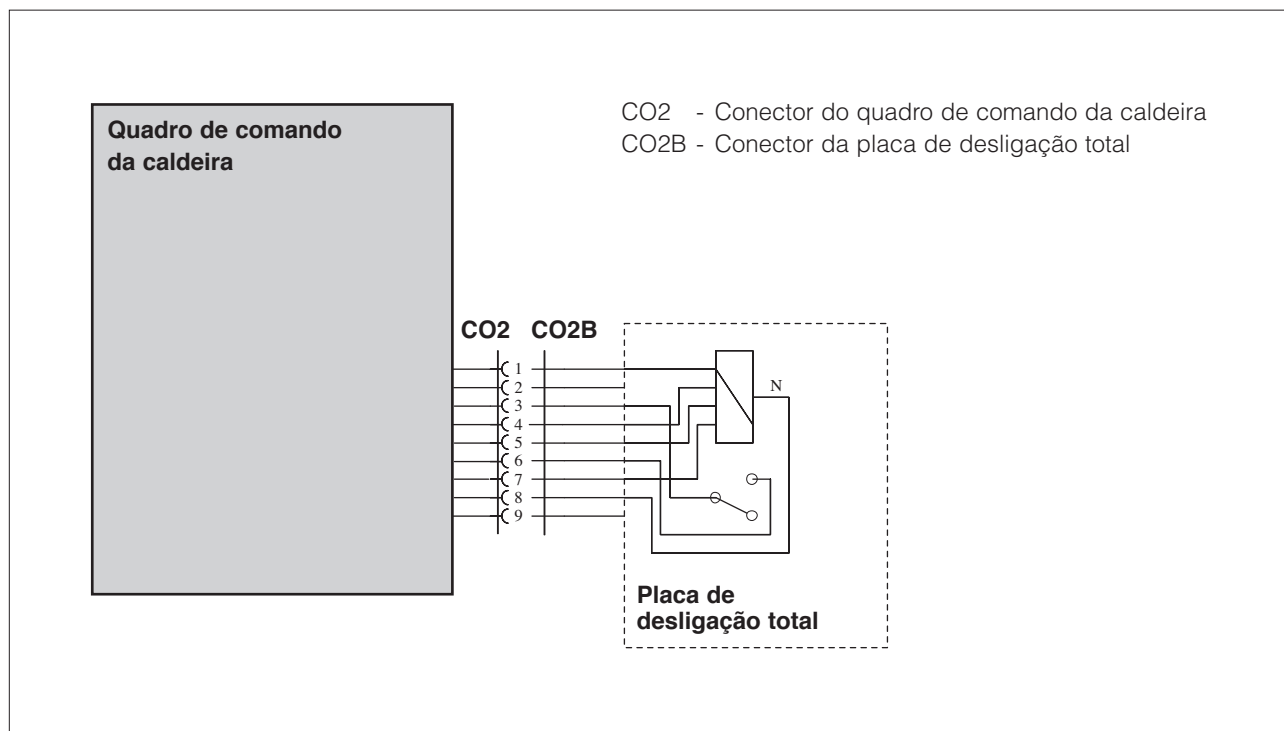 Quadro de comando
da caldeira
CO2 - Conector do quadro de comando da caldeira
CO2B - Conector da placa de desligação total
CO2 CO2B
1
2
3
4
5
6
7
8
9
N
Placa de
desligação total